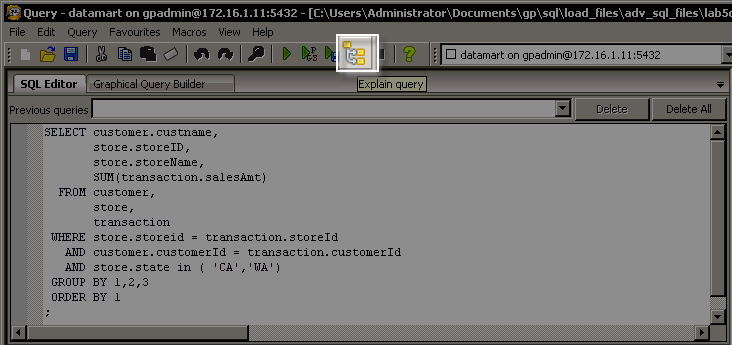 Query - datamart on gpadmin@172.16.1.11:5432 - [C:\Users\Administrator\Documents\gp\sql\load_files\adv_sql_files\lab5
File Edit Query Favourites Macros View Help
datamart on gpadmin@172.16.1.11:5432
SQL Editor Graphical Query Builder
Explain query
Previous queries Delete Delete All
SELECT customer.custname,
store.storeID,
store.storeName,
SUM(transaction.salesAmt)
FROM customer,
store,
transaction
WHERE store.storeid = transaction.storeId
AND customer.customerId = transaction.customerId
AND store.state in ( 'CA','WA')
GROUP BY 1,2,3
ORDER BY 1
;